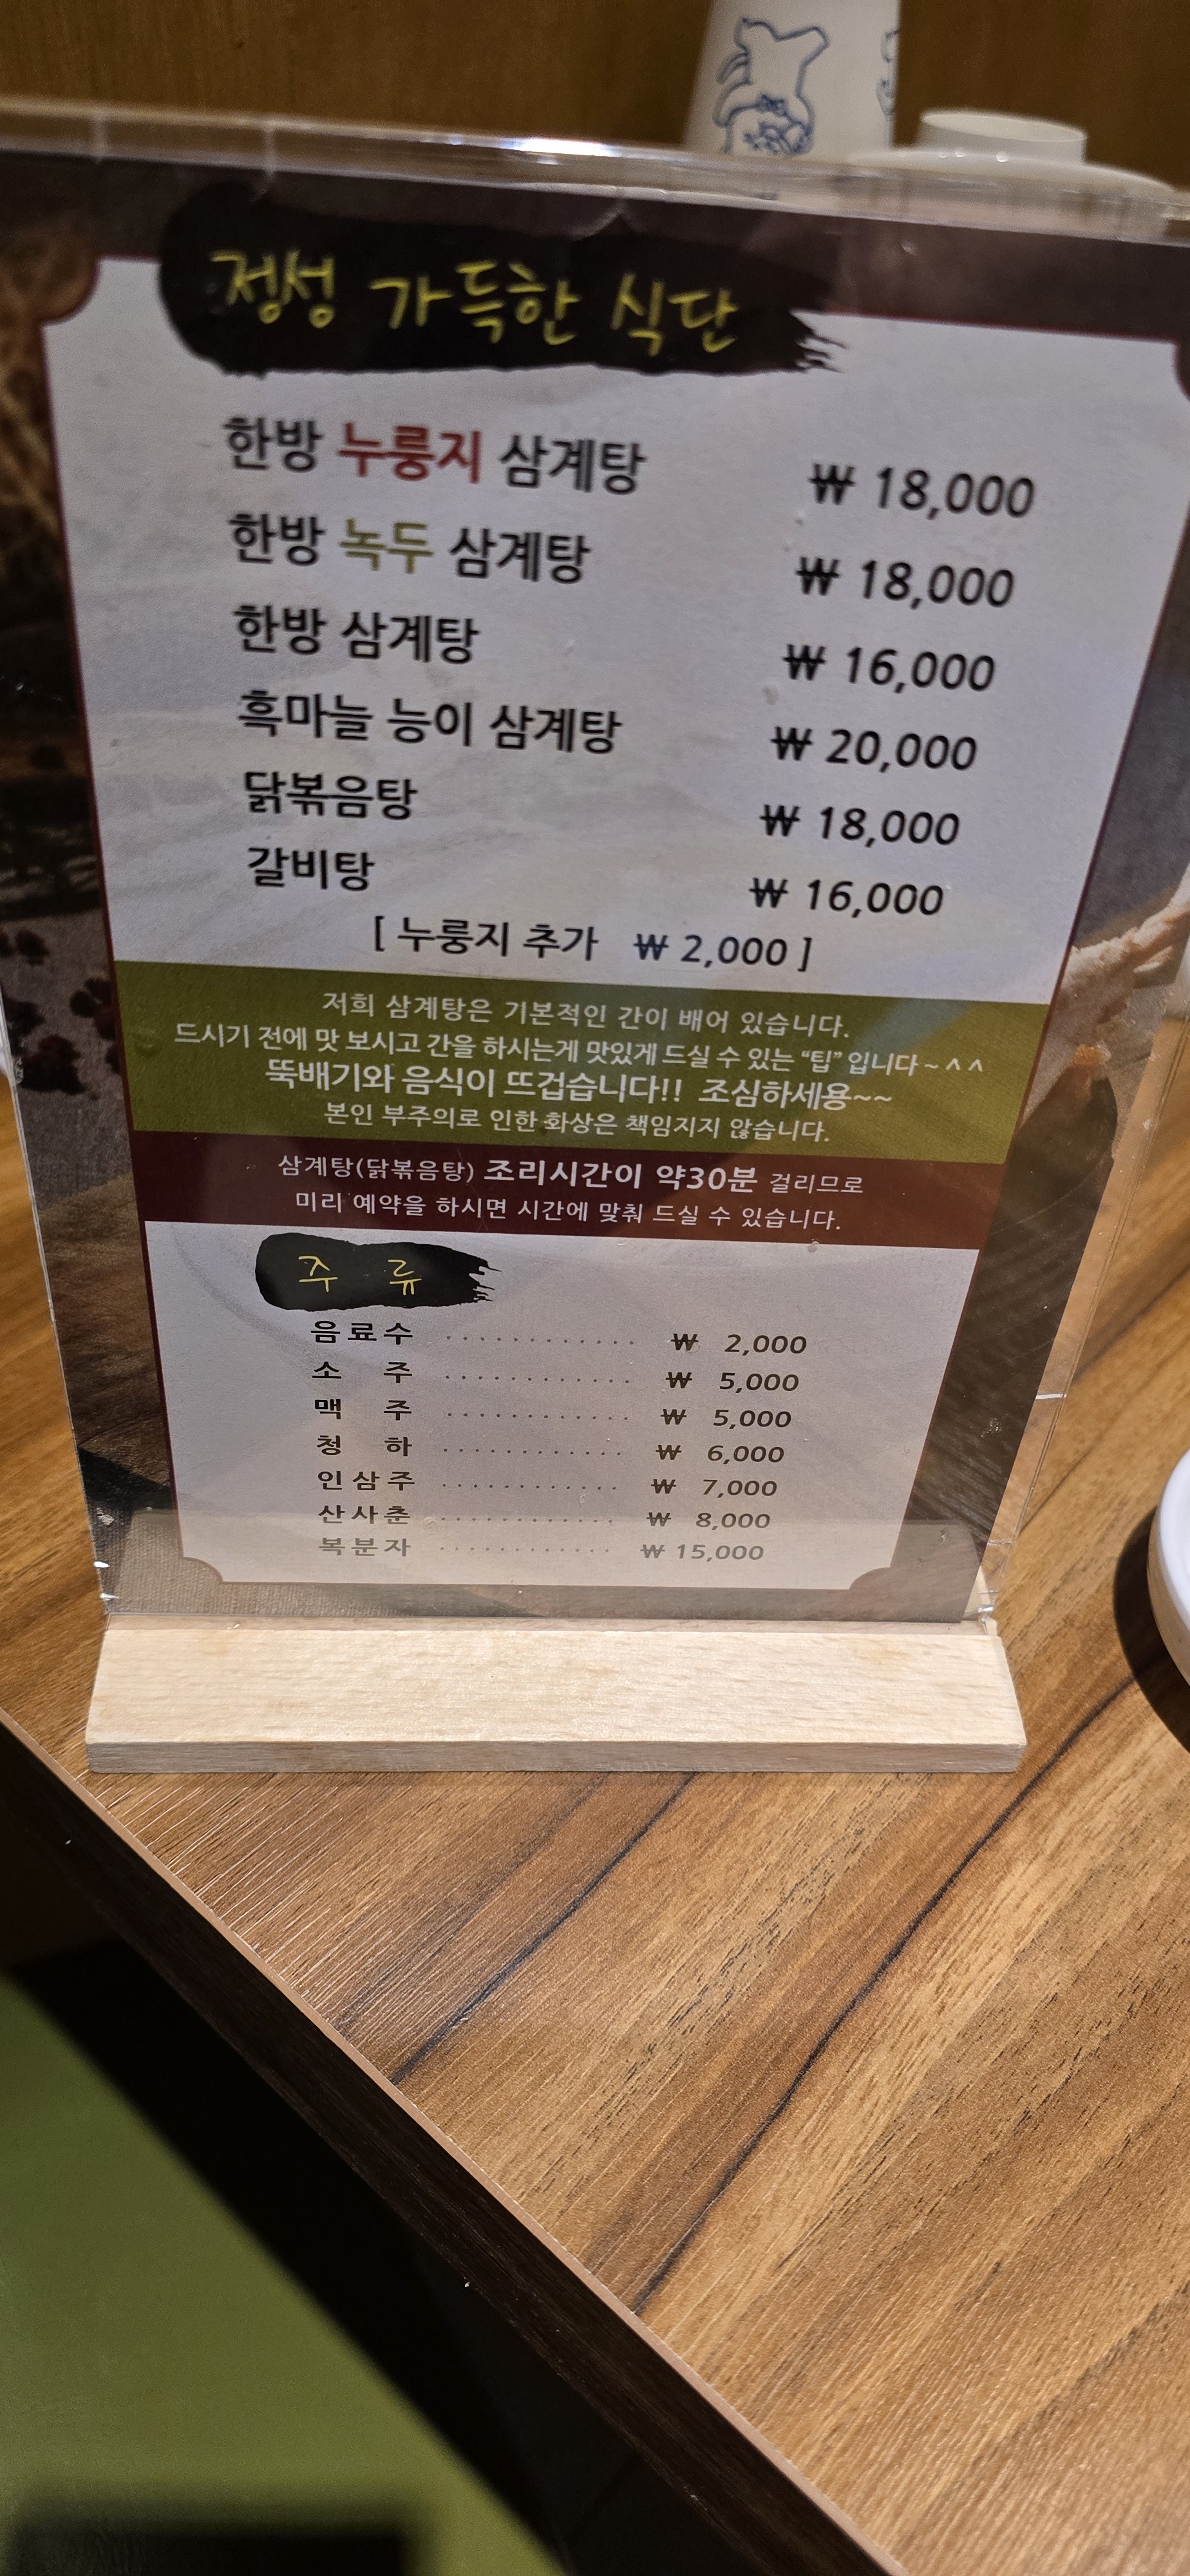 정성 가득한 식단
한방 누룽지 삼계탕 ₩ 18,000
한방 녹두 삼계탕 ₩ 18,000
한방 삼계탕 ₩ 16,000
흑마늘 능이 삼계탕 ₩ 20,000
닭볶음탕 ₩ 18,000
갈비탕 ₩ 16,000
[ 누룽지 추가 ₩ 2,000 ]
저희 삼계탕은 기본적인 간이 배어 있습니다.
드시기 전에 맛 보시고 간을 하시는게 맛있게 드실 수 있는 “팁” 입니다~^^
뚝배기와 음식이 뜨겁습니다!! 조심하세용~~
본인 부주의로 인한 화상은 책임지지 않습니다.
삼계탕(닭볶음탕) 조리시간이 약30분 걸리므로
미리 예약을 하시면 시간에 맞춰 드실 수 있습니다.
주 류
음료수 ············ ₩ 2,000
소 주 ············ ₩ 5,000
맥 주 ············ ₩ 5,000
청 하 ············ ₩ 6,000
인삼주 ············ ₩ 7,000
산사춘 ············ ₩ 8,000
복분자 ············ ₩ 15,000